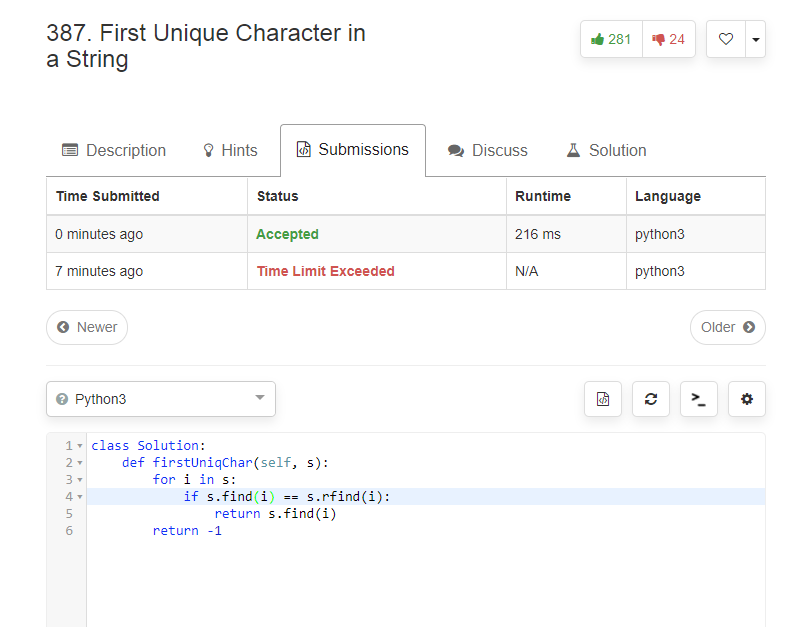 387. First Unique Character in
a String
281
24
Description
Hints
Submissions
Discuss
Solution
Time Submitted Status Runtime Language
0 minutes ago Accepted 216 ms python3
7 minutes ago Time Limit Exceeded N/A python3
Newer
Older
Python3
1 class Solution:
2     def firstUniqChar(self, s):
3         for i in s:
4             if s.find(i) == s.rfind(i):
5                 return s.find(i)
6         return -1